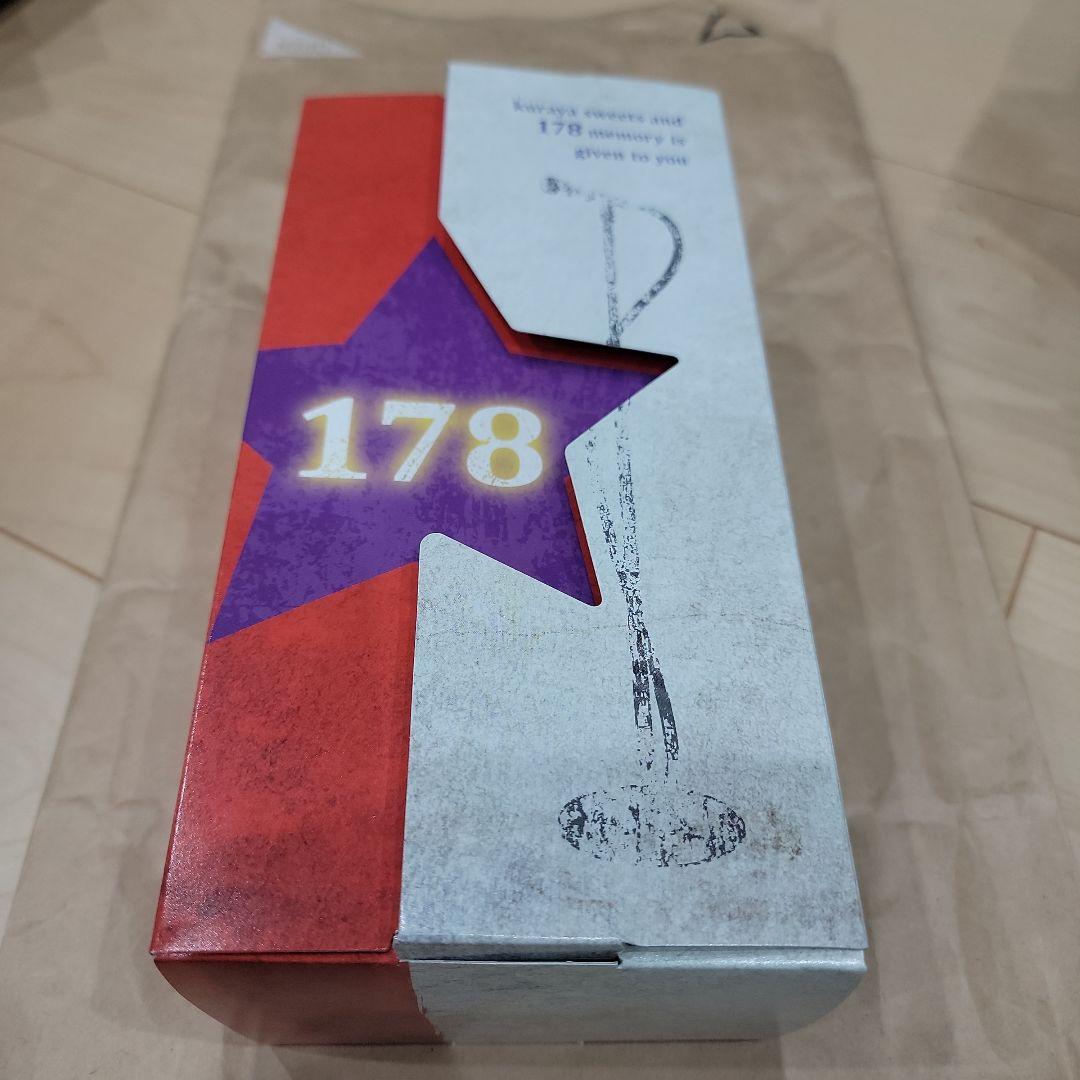 kuraya sweets and
178 memory is
given to you
178